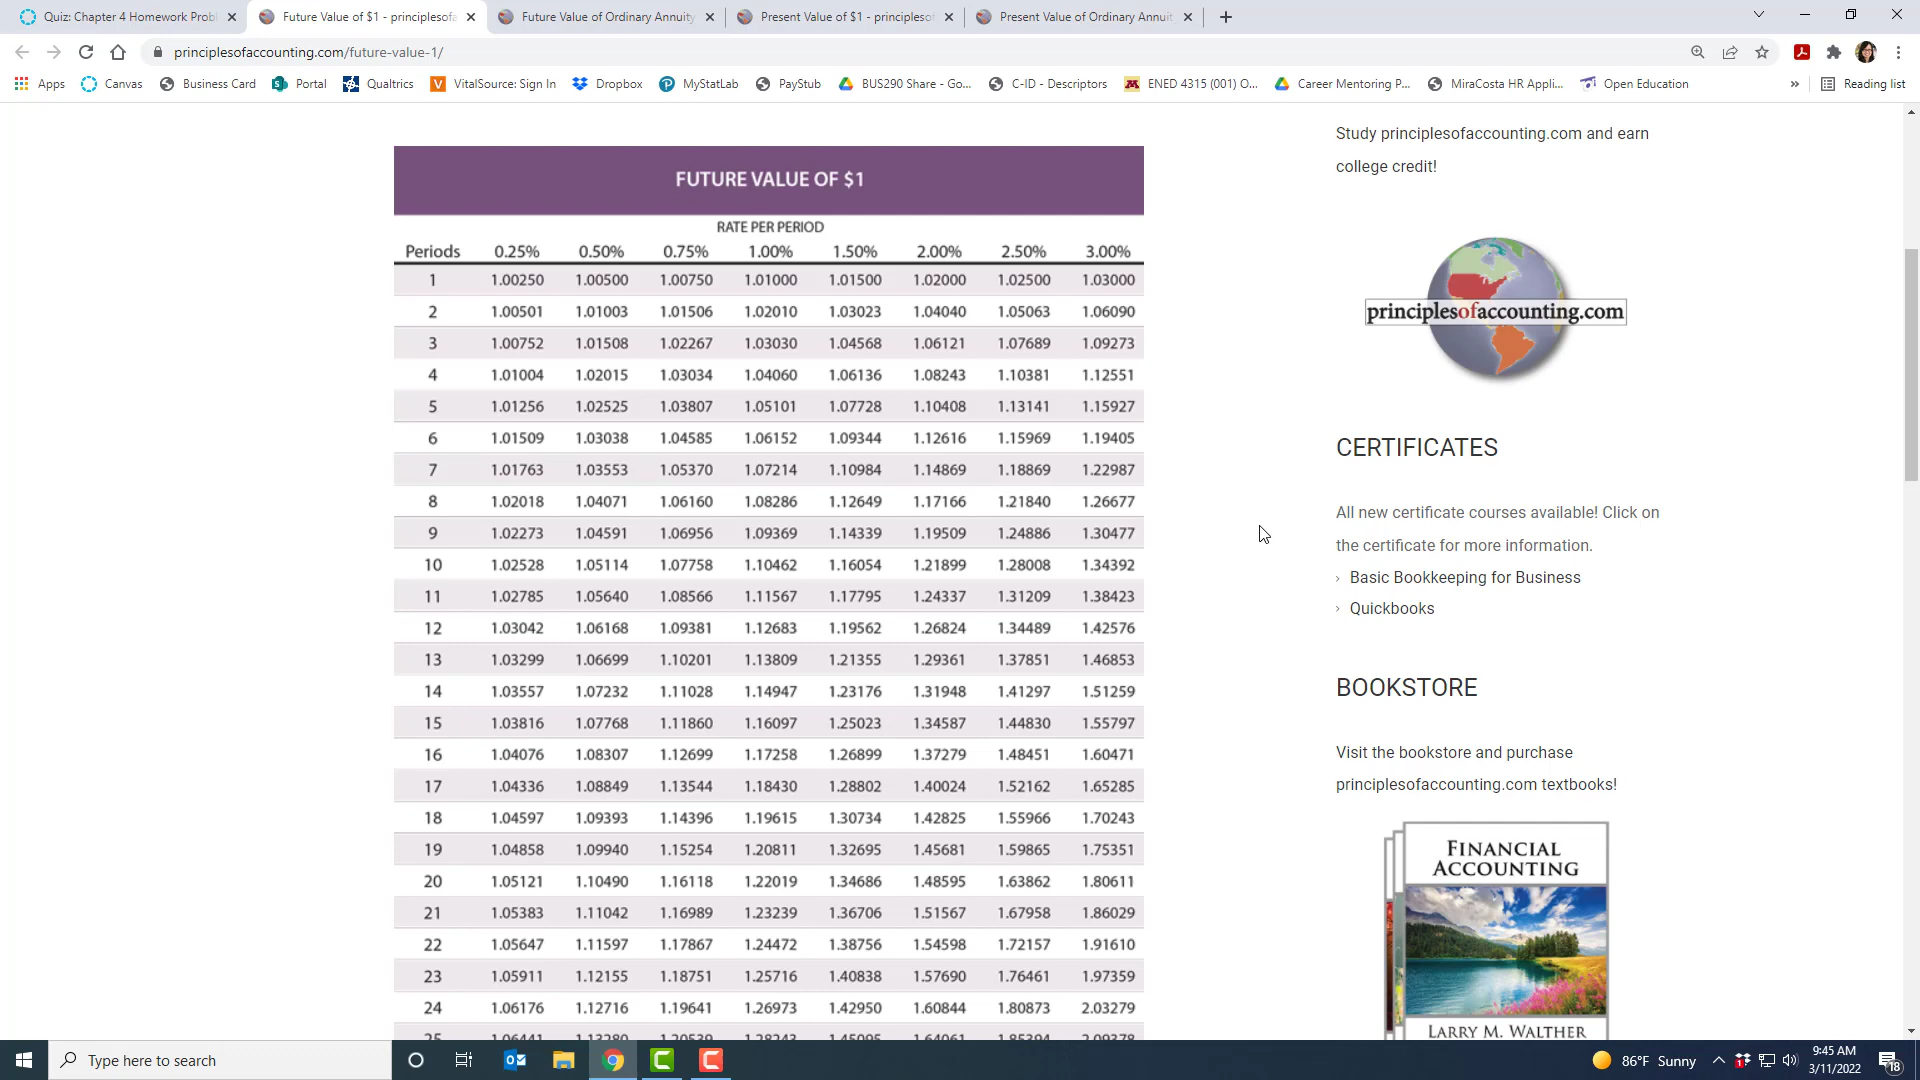 Quiz: Chapter 4 Homework Probl
Future Value of $1 - principlesofa
Future Value of Ordinary Annuity
Present Value of $1 - principlesof
Present Value of Ordinary Annuit
principlesofaccounting.com/future-value-1/
Apps Canvas Business Card Portal Qualtrics VitalSource: Sign In Dropbox MyStatLab PayStub BUS290 Share - Go... C-ID - Descriptors ENED 4315 (001) O... Career Mentoring P... MiraCosta HR Appli... Open Education » Reading list
FUTURE VALUE OF $1
RATE PER PERIOD
Periods 0.25% 0.50% 0.75% 1.00% 1.50% 2.00% 2.50% 3.00%
1 1.00250 1.00500 1.00750 1.01000 1.01500 1.02000 1.02500 1.03000
2 1.00501 1.01003 1.01506 1.02010 1.03023 1.04040 1.05063 1.06090
3 1.00752 1.01508 1.02267 1.03030 1.04568 1.06121 1.07689 1.09273
4 1.01004 1.02015 1.03034 1.04060 1.06136 1.08243 1.10381 1.12551
5 1.01256 1.02525 1.03807 1.05101 1.07728 1.10408 1.13141 1.15927
6 1.01509 1.03038 1.04585 1.06152 1.09344 1.12616 1.15969 1.19405
7 1.01763 1.03553 1.05370 1.07214 1.10984 1.14869 1.18869 1.22987
8 1.02018 1.04071 1.06160 1.08286 1.12649 1.17166 1.21840 1.26677
9 1.02273 1.04591 1.06956 1.09369 1.14339 1.19509 1.24886 1.30477
10 1.02528 1.05114 1.07758 1.10462 1.16054 1.21899 1.28008 1.34392
11 1.02785 1.05640 1.08566 1.11567 1.17795 1.24337 1.31209 1.38423
12 1.03042 1.06168 1.09381 1.12683 1.19562 1.26824 1.34489 1.42576
13 1.03299 1.06699 1.10201 1.13809 1.21355 1.29361 1.37851 1.46853
14 1.03557 1.07232 1.11028 1.14947 1.23176 1.31948 1.41297 1.51259
15 1.03816 1.07768 1.11860 1.16097 1.25023 1.34587 1.44830 1.55797
16 1.04076 1.08307 1.12699 1.17258 1.26899 1.37279 1.48451 1.60471
17 1.04336 1.08849 1.13544 1.18430 1.28802 1.40024 1.52162 1.65285
18 1.04597 1.09393 1.14396 1.19615 1.30734 1.42825 1.55966 1.70243
19 1.04858 1.09940 1.15254 1.20811 1.32695 1.45681 1.59865 1.75351
20 1.05121 1.10490 1.16118 1.22019 1.34686 1.48595 1.63862 1.80611
21 1.05383 1.11042 1.16989 1.23239 1.36706 1.51567 1.67958 1.86029
22 1.05647 1.11597 1.17867 1.24472 1.38756 1.54598 1.72157 1.91610
23 1.05911 1.12155 1.18751 1.25716 1.40838 1.57690 1.76461 1.97359
24 1.06176 1.12716 1.19641 1.26973 1.42950 1.60844 1.80873 2.03279
Study principlesofaccounting.com and earn
college credit!
principlesofaccounting.com
CERTIFICATES
All new certificate courses available! Click on
the certificate for more information.
› Basic Bookkeeping for Business
› Quickbooks
BOOKSTORE
Visit the bookstore and purchase
principlesofaccounting.com textbooks!
FINANCIAL
ACCOUNTING
LARRY M. WALTHER
Type here to search
86°F Sunny
9:45 AM
3/11/2022
18